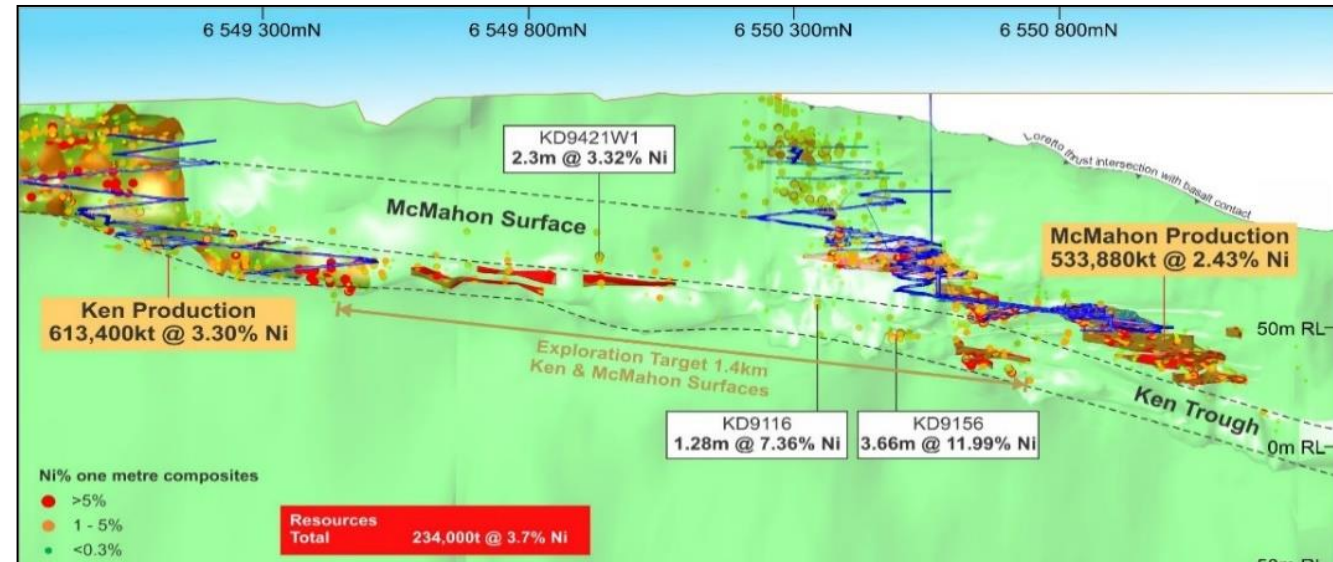 6 549 300mN
6 549 800mN
6 550 300mN
6 550 800mN
Loretto thrust intersection with basalt contact
KD9421W1
2.3m @ 3.32% Ni
McMahon Surface
McMahon Production
533,880kt @ 2.43% Ni
Ken Production
613,400kt @ 3.30% Ni
50m RL
Exploration Target 1.4km
Ken & McMahon Surfaces
Ken Trough
KD9116
1.28m @ 7.36% Ni
KD9156
3.66m @ 11.99% Ni
0m RL
Ni% one metre composites
>5%
1 - 5%
<0.3%
Resources
Total 234,000t @ 3.7% Ni